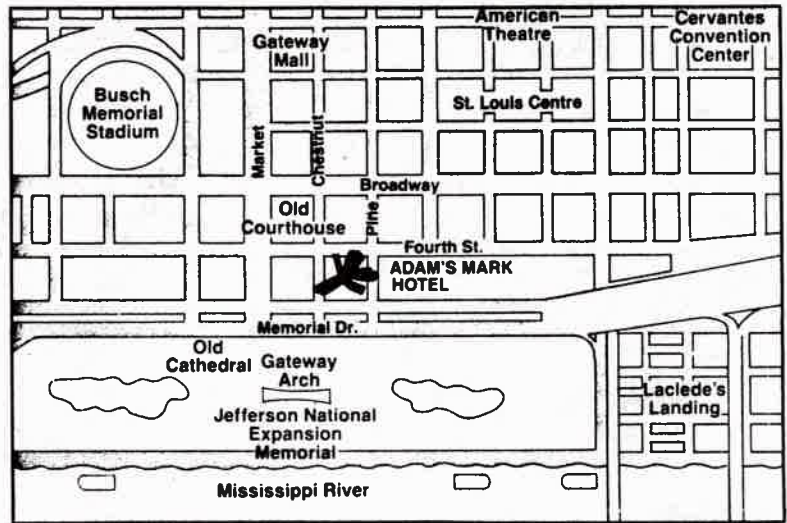 American
Theatre
Cervantes
Convention
Center
Gateway
Mall
Busch
Memorial
Stadium
St. Louis Centre
Market
Chestnut
Broadway
Pine
Old
Courthouse
Fourth St.
ADAM'S MARK
HOTEL
Memorial Dr.
Old
Cathedral
Gateway
Arch
Jefferson National
Expansion
Memorial
Laclede's
Landing
Mississippi River